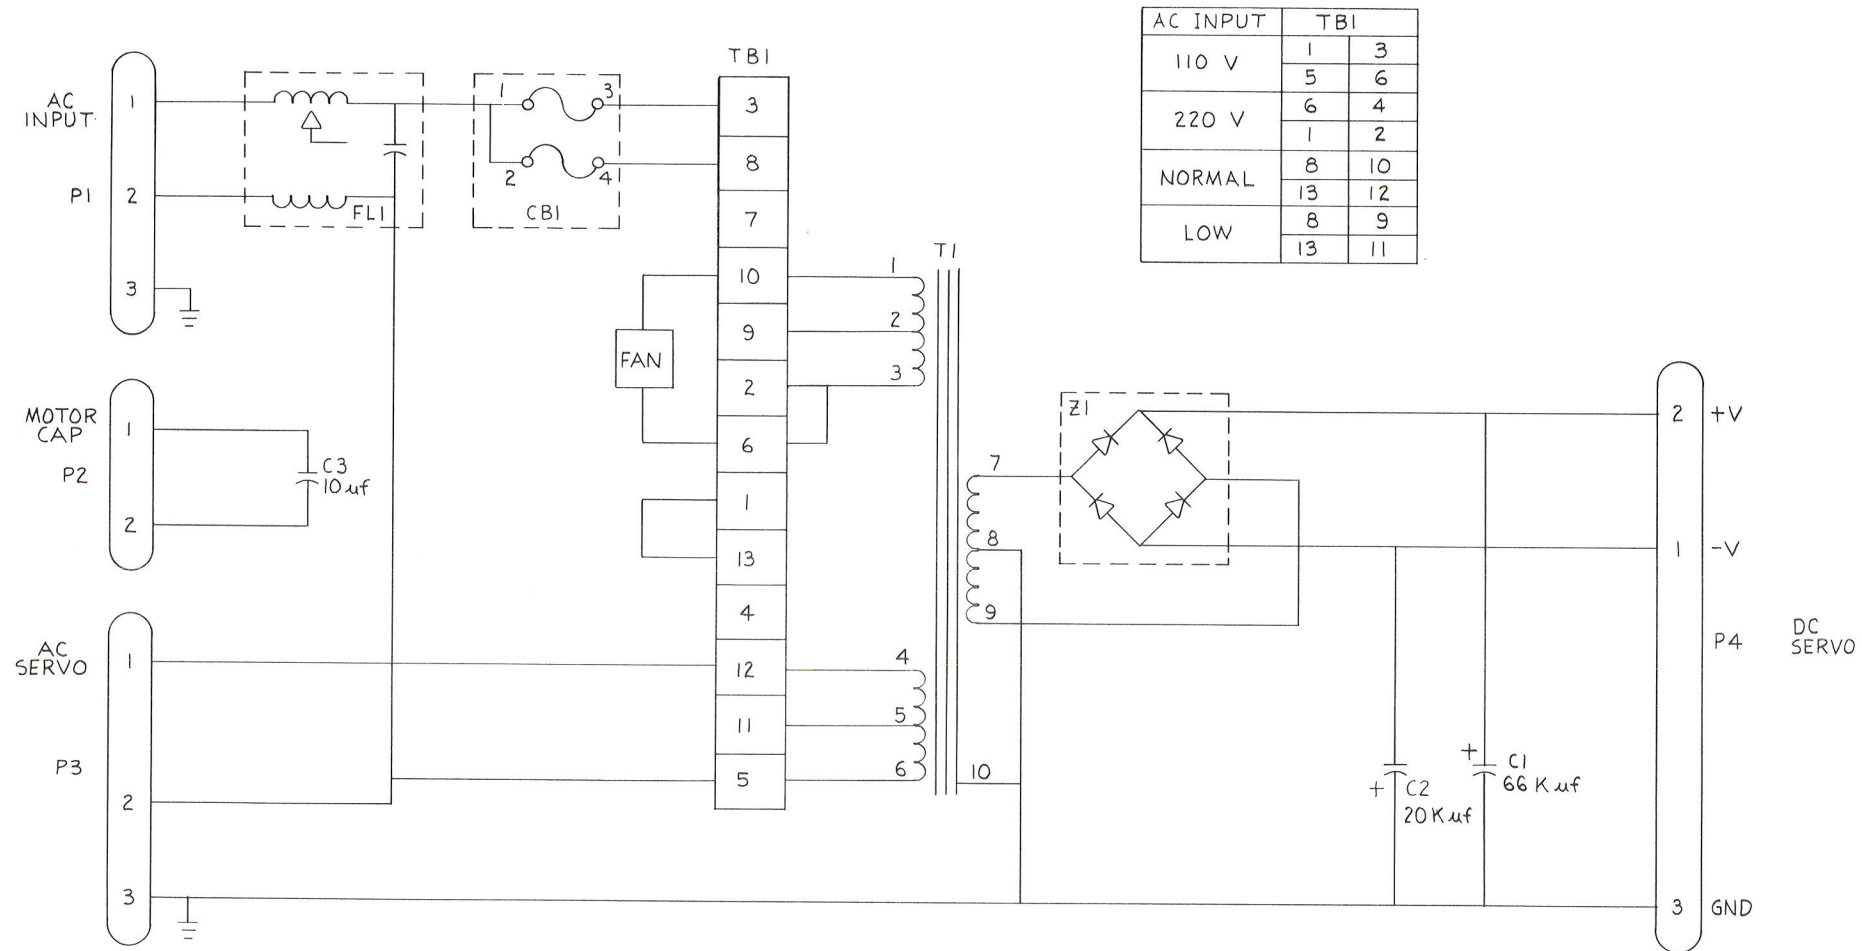 AC INPUT TB1
110 V 1 3
5 6
220 V 6 4
1 2
NORMAL 8 10
13 12
LOW 8 9
13 11
AC
INPUT
P1
1
2
3
FL1
1 3
2 4
CB1
TB1
3
8
7
10
9
2
6
1
13
4
12
11
5
FAN
T1
1
2
3
4
5
6
7
8
9
10
MOTOR
CAP
P2
1
2
C3
10 uf
AC
SERVO
P3
1
2
3
Z1
+ C2
20K uf
+ C1
66K uf
2 +V
1 -V
P4
DC
SERVO
3 GND